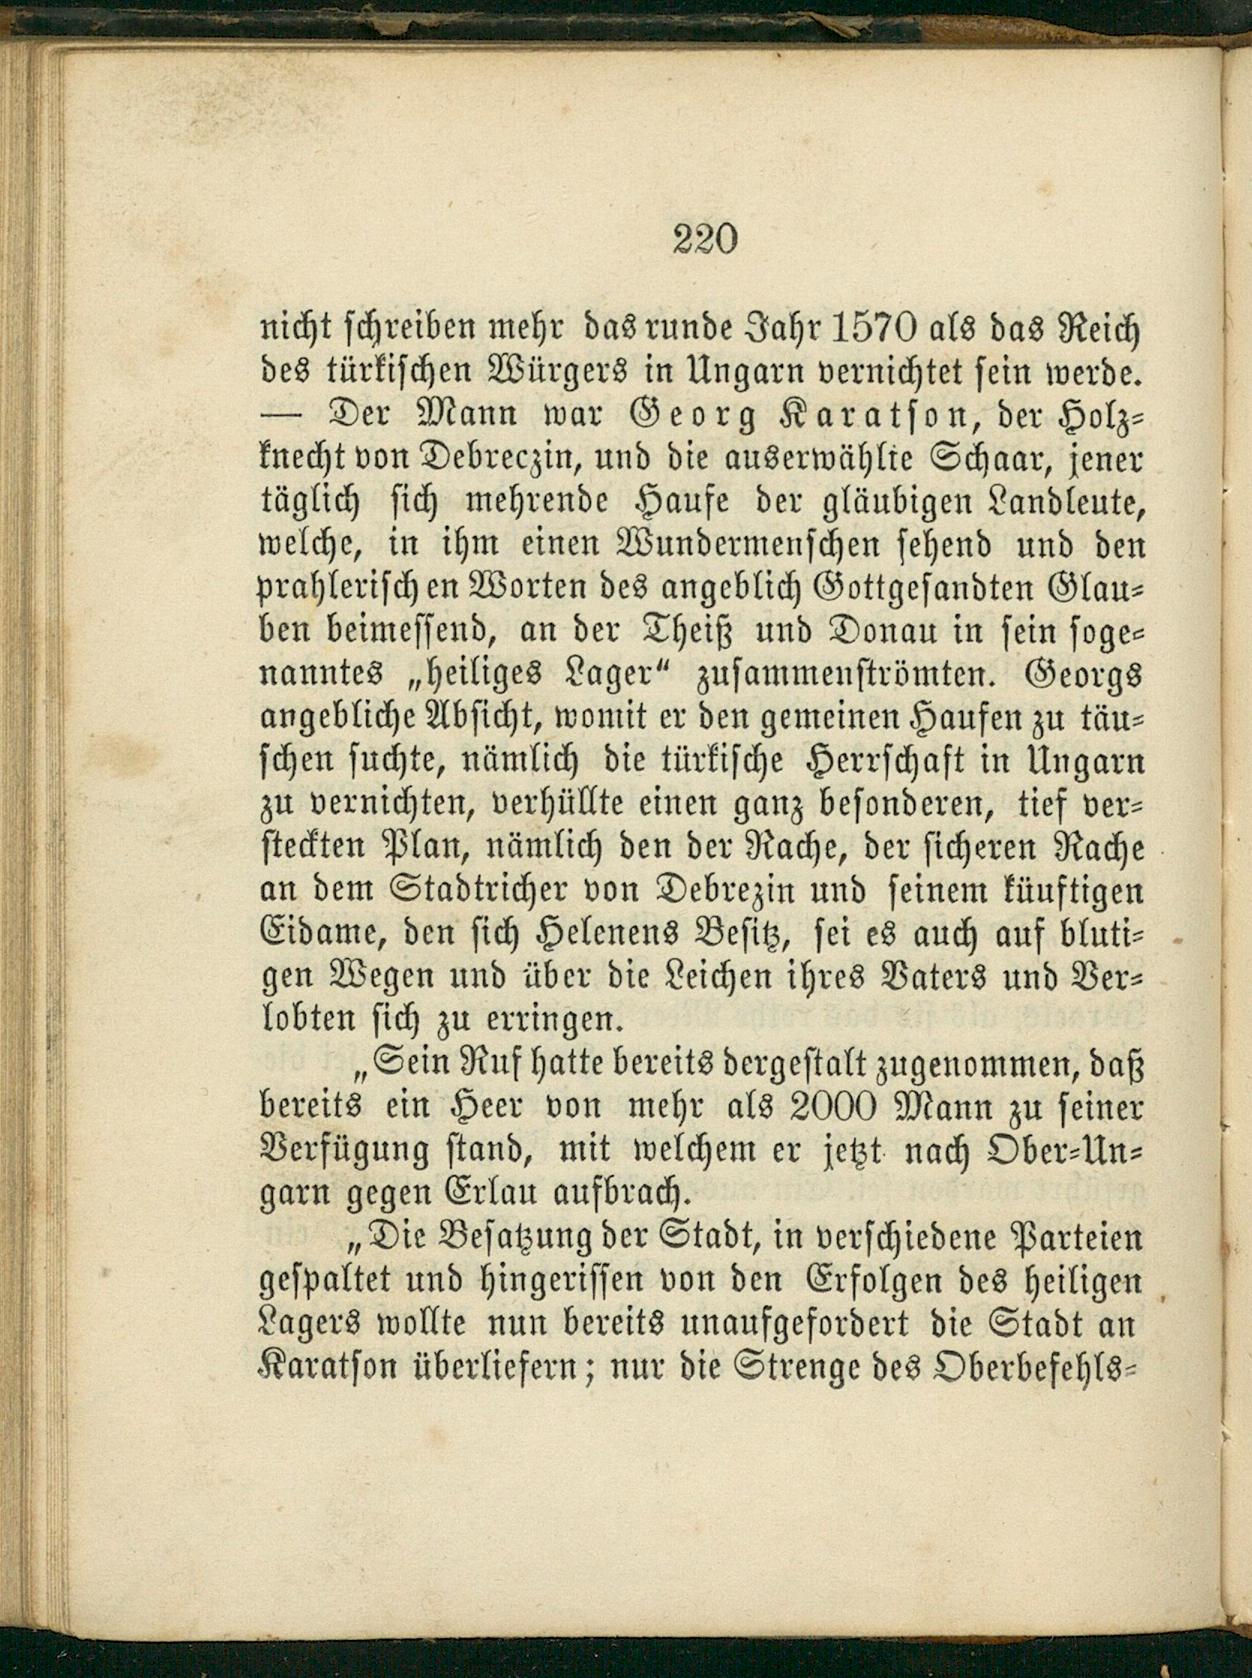 220
nicht schreiben mehr das runde Jahr 1570 als das Reich
des türkischen Würgers in Ungarn vernichtet sein werde.
— Der Mann war Georg Karatson, der Holz-
knecht von Debreczin, und die auserwählte Schaar, jener
täglich sich mehrende Haufe der gläubigen Landleute,
welche, in ihm einen Wundermenschen sehend und den
prahlerischen Worten des angeblich Gottgesandten Glau-
ben beimessend, an der Theiß und Donau in sein soge-
nanntes „heiliges Lager“ zusammenströmten. Georgs
angebliche Absicht, womit er den gemeinen Haufen zu täu-
schen suchte, nämlich die türkische Herrschaft in Ungarn
zu vernichten, verhüllte einen ganz besonderen, tief ver-
steckten Plan, nämlich den der Rache, der sicheren Rache
an dem Stadtricher von Debrezin und seinem küuftigen
Eidame, den sich Helenens Besitz, sei es auch auf bluti-
gen Wegen und über die Leichen ihres Vaters und Ver-
lobten sich zu erringen.
„Sein Ruf hatte bereits dergestalt zugenommen, daß
bereits ein Heer von mehr als 2000 Mann zu seiner
Verfügung stand, mit welchem er jetzt nach Ober-Un-
garn gegen Erlau aufbrach.
„Die Besatzung der Stadt, in verschiedene Parteien
gespaltet und hingerissen von den Erfolgen des heiligen
Lagers wollte nun bereits unaufgefordert die Stadt an
Karatson überliefern; nur die Strenge des Oberbefehls-